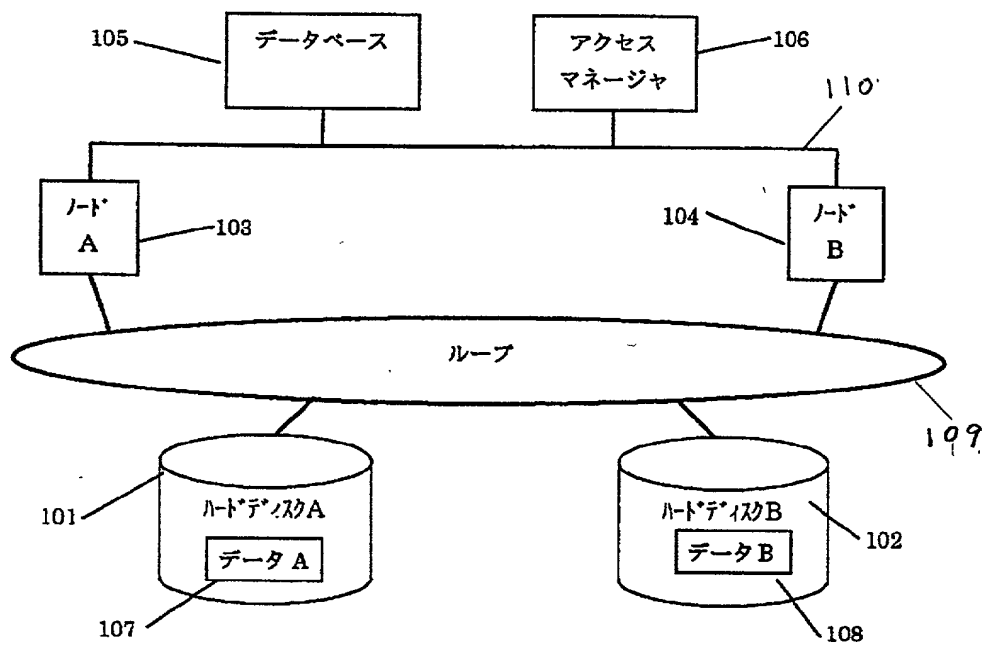 105
データベース
アクセス
マネージャ
106
110
ノード
A
103
104
ノード
B
ループ
109
101
ハードディスクA
データA
107
ハードディスクB
データB
102
108